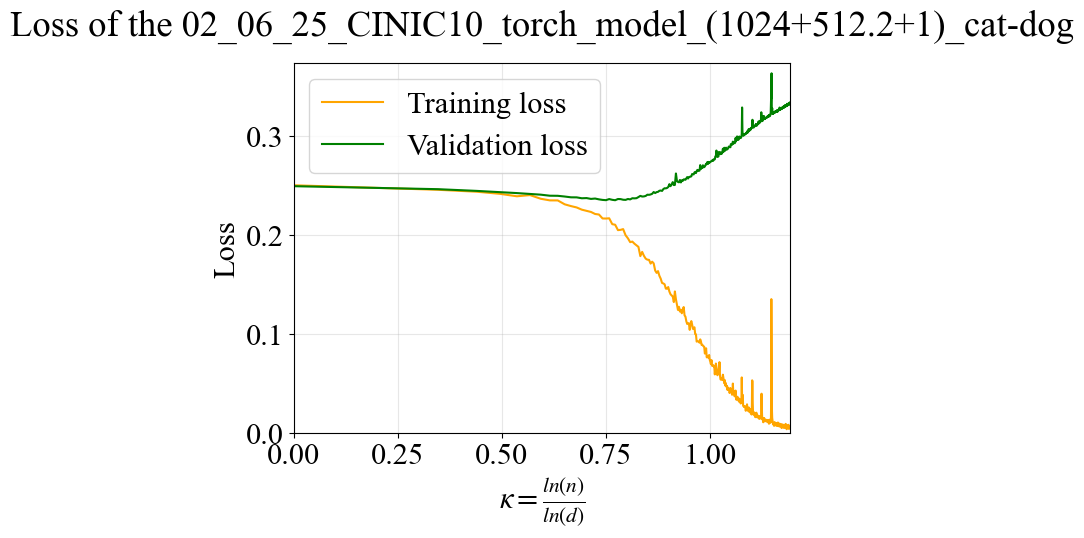 Loss of the 02_06_25_CINIC10_torch_model_(1024+512.2+1)_cat-dog
Training loss
Validation loss
Loss
0.3
0.2
0.1
0.0
0.00 0.25 0.50 0.75 1.00
κ = ln(n) / ln(d)